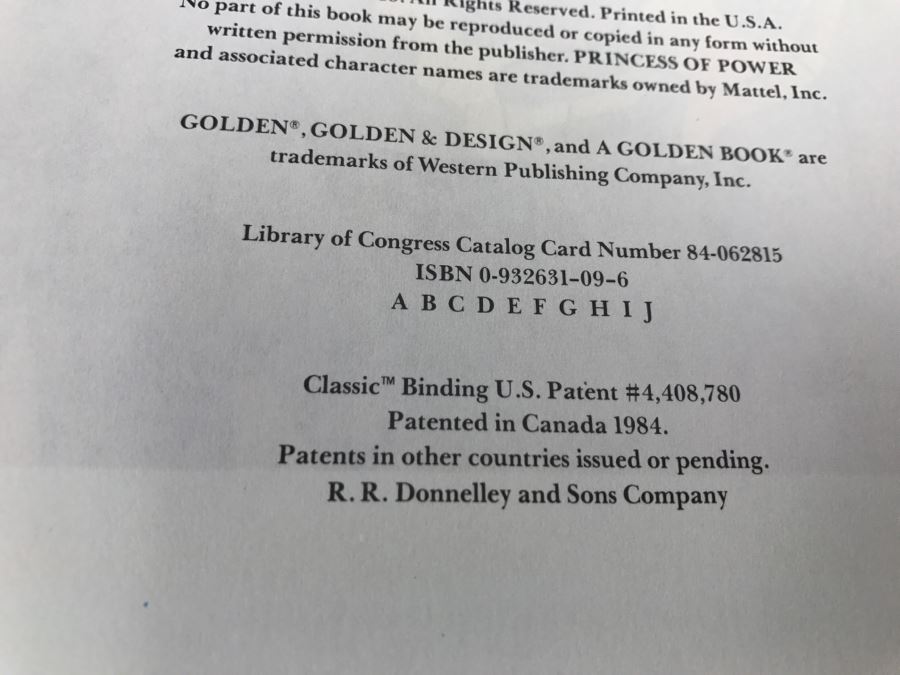 All Rights Reserved. Printed in the U.S.A.
No part of this book may be reproduced or copied in any form without
written permission from the publisher. PRINCESS OF POWER
and associated character names are trademarks owned by Mattel, Inc.
GOLDEN®, GOLDEN & DESIGN®, and A GOLDEN BOOK® are
trademarks of Western Publishing Company, Inc.
Library of Congress Catalog Card Number 84-062815
ISBN 0-932631-09-6
A B C D E F G H I J
Classic™ Binding U.S. Patent #4,408,780
Patented in Canada 1984.
Patents in other countries issued or pending.
R. R. Donnelley and Sons Company